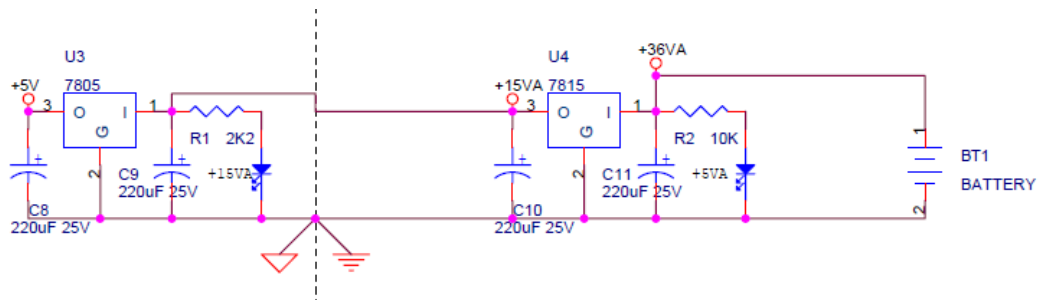 U3
7805
+5V
3
O
I
1
G
2
R1
2K2
C9
220uF 25V
+15VA
C8
220uF 25V
U4
7815
+15VA
3
O
I
1
G
2
+36VA
R2
10K
C11
220uF 25V
+5VA
C10
220uF 25V
1
BT1
BATTERY
2